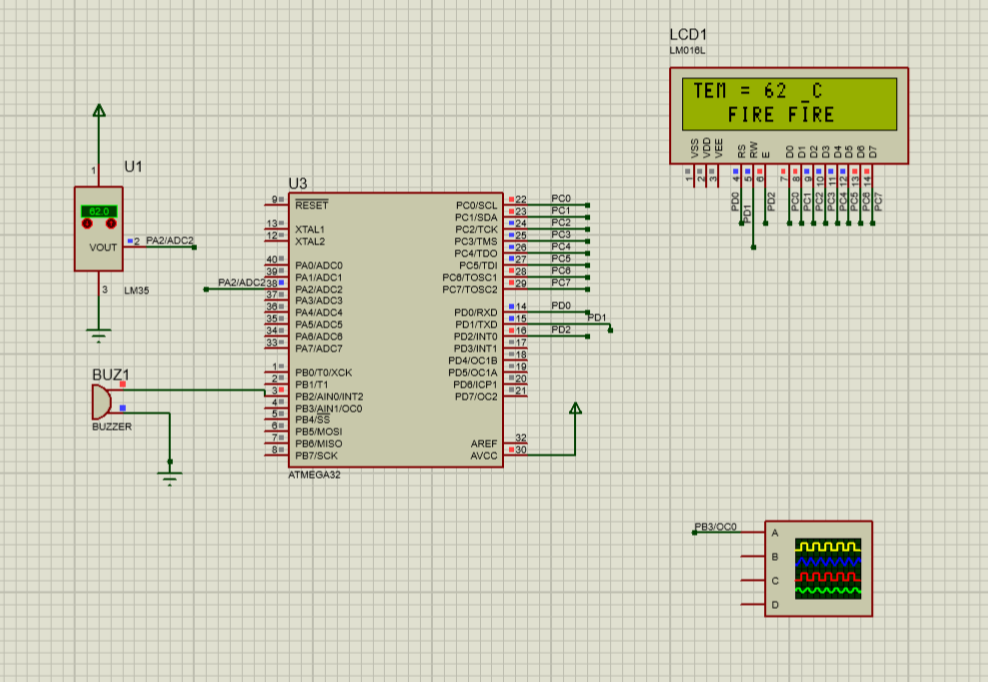 LCD1
LM016L
TEM = 62 _C
FIRE FIRE
VSS
VDD
VEE
RS
RW
E
D0
D1
D2
D3
D4
D5
D6
D7
1
2
3
4
5
6
7
8
9
10
11
12
13
14
PD0
PD1
PD2
PC0
PC1
PC2
PC3
PC4
PC5
PC6
PC7
U1
1
62.0
VOUT
2 PA2/ADC2
3
LM35
BUZ1
BUZZER
U3
9 RESET
13 XTAL1
12 XTAL2
40 PA0/ADC0
39 PA1/ADC1
PA2/ADC2 38 PA2/ADC2
37 PA3/ADC3
36 PA4/ADC4
35 PA5/ADC5
34 PA6/ADC6
33 PA7/ADC7
1 PB0/T0/XCK
2 PB1/T1
3 PB2/AIN0/INT2
4 PB3/AIN1/OC0
5 PB4/SS
6 PB5/MOSI
7 PB6/MISO
8 PB7/SCK
PC0/SCL 22 PC0
PC1/SDA 23 PC1
PC2/TCK 24 PC2
PC3/TMS 25 PC3
PC4/TDO 26 PC4
PC5/TDI 27 PC5
PC6/TOSC1 28 PC6
PC7/TOSC2 29 PC7
PD0/RXD 14 PD0
PD1/TXD 15 PD1
PD2/INT0 16 PD2
PD3/INT1 17
PD4/OC1B 18
PD5/OC1A 19
PD6/ICP1 20
PD7/OC2 21
AREF 32
AVCC 30
ATMEGA32
PB3/OC0 A
B
C
D